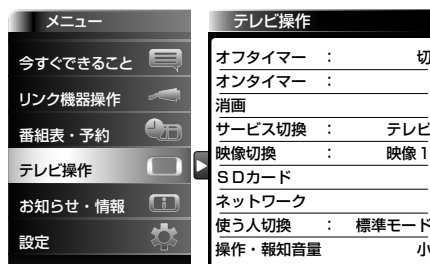 メニュー
今すぐできること
リンク機器操作
番組表・予約
テレビ操作
お知らせ・情報
設定
テレビ操作
オフタイマー ： 切
オンタイマー ：
消画
サービス切換 ： テレビ
映像切換 ： 映像1
SDカード
ネットワーク
使う人切換 ： 標準モード
操作・報知音量 小